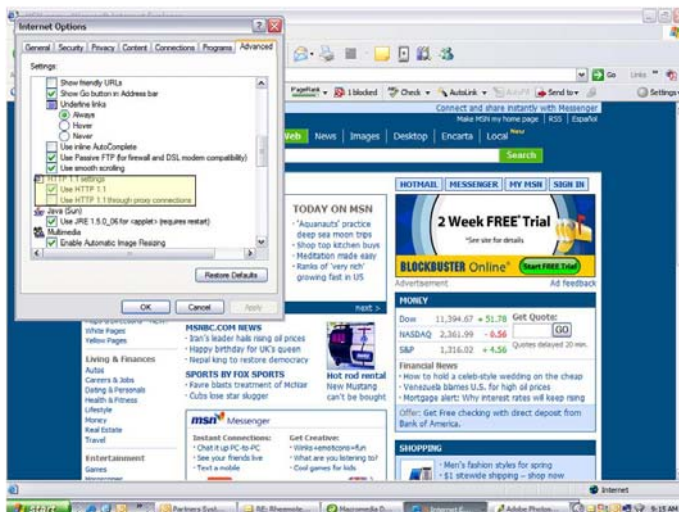 Internet Options
General Security Privacy Content Connections Programs Advanced
Settings:
Show friendly URLs
Show Go button in Address bar
Underline links
Always
Hover
Never
Use inline AutoComplete
Use Passive FTP (for firewall and DSL modem compatibility)
Use smooth scrolling
HTTP 1.1 settings
Use HTTP 1.1
Use HTTP 1.1 through proxy connections
Java (Sun)
Use JRE 1.5.0_06 for <applet> (requires restart)
Multimedia
Enable Automatic Image Resizing
Restore Defaults
OK Cancel Apply
Go Links
PageRank 1 blocked Check AutoLink AutoFill Send to Settings
Connect and share instantly with Messenger
Make MSN my home page RSS Español
Web News Images Desktop Encarta Local New
Search
HOTMAIL MESSENGER MY MSN SIGN IN
TODAY ON MSN
'Aquanauts' practice
deep sea moon trips
Shop top kitchen buys
Meditation made easy
Ranks of 'very rich'
growing fast in US
next >
2 Week FREE* Trial
*See site for details
BLOCKBUSTER Online Start FREE Trial
Advertisement Ad feedback
MONEY
Dow 11,394.67 + 51.78 Get Quote:
NASDAQ 2,361.99 - 0.56 GO
S&P 1,316.02 + 4.56 Quotes delayed 20 min.
Financial News
How to hold a celeb-style wedding on the cheap
Venezuela blames U.S. for high oil prices
Mortgage alert: Why interest rates will keep rising
Offer: Get Free checking with direct deposit from
Bank of America.
SHOPPING
Men's fashion styles for spring
$1 sitewide shipping – shop now
White Pages
Yellow Pages
Living & Finances
Autos
Careers & Jobs
Dating & Personals
Health & Fitness
Lifestyle
Money
Real Estate
Travel
Entertainment
Games
MSNBC.COM NEWS
Iran's leader hails rising oil prices
Happy birthday for UK's queen
Nepal king to restore democracy
SPORTS BY FOX SPORTS
Favre blasts treatment of McNair
Cubs lose star slugger
Hot rod rental
New Mustang
can't be bought
msn Messenger
Instant Connections:
Chat it up PC-to-PC
See your friends live
Text a mobile
Get Creative:
Winks+emoticons=fun
What are you listening to?
Cool games for kids
Internet
start
Partners Syst...
Macromedia D...
Adobe Photos...
9:15 AM